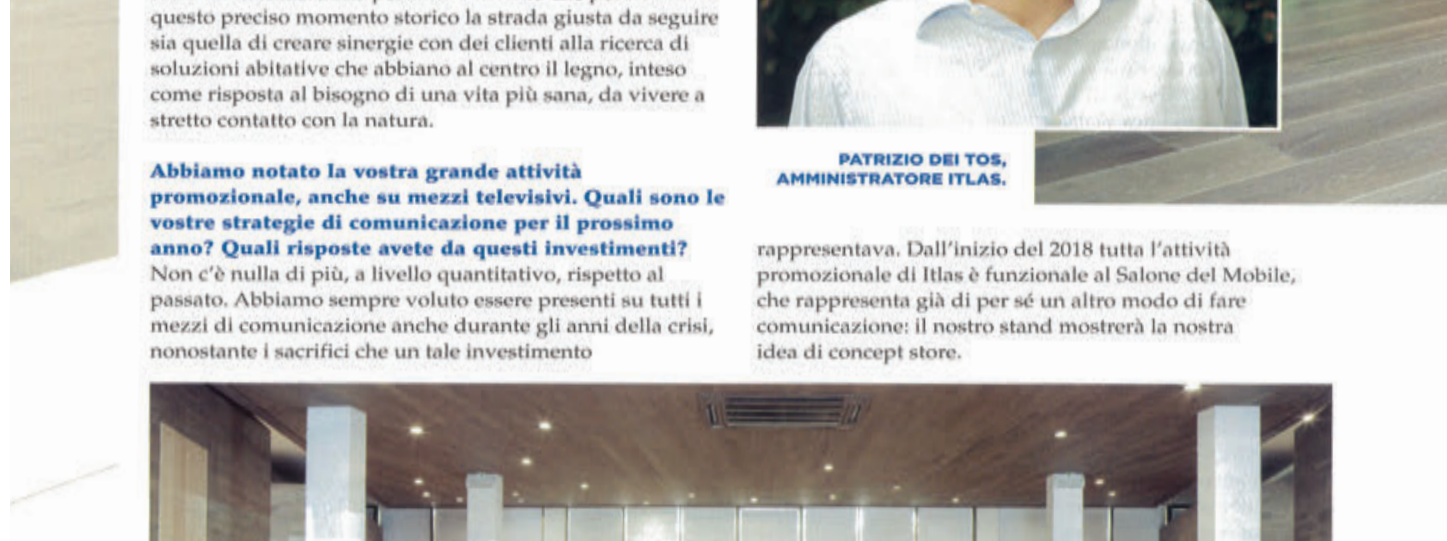 questo preciso momento storico la strada giusta da seguire
sia quella di creare sinergie con dei clienti alla ricerca di
soluzioni abitative che abbiano al centro il legno, inteso
come risposta al bisogno di una vita più sana, da vivere a
stretto contatto con la natura.
Abbiamo notato la vostra grande attività
promozionale, anche su mezzi televisivi. Quali sono le
vostre strategie di comunicazione per il prossimo
anno? Quali risposte avete da questi investimenti?
Non c'è nulla di più, a livello quantitativo, rispetto al
passato. Abbiamo sempre voluto essere presenti su tutti i
mezzi di comunicazione anche durante gli anni della crisi,
nonostante i sacrifici che un tale investimento
PATRIZIO DEI TOS,
AMMINISTRATORE ITLAS.
rappresentava. Dall'inizio del 2018 tutta l'attività
promozionale di Itlas è funzionale al Salone del Mobile,
che rappresenta già di per sé un altro modo di fare
comunicazione: il nostro stand mostrerà la nostra
idea di concept store.